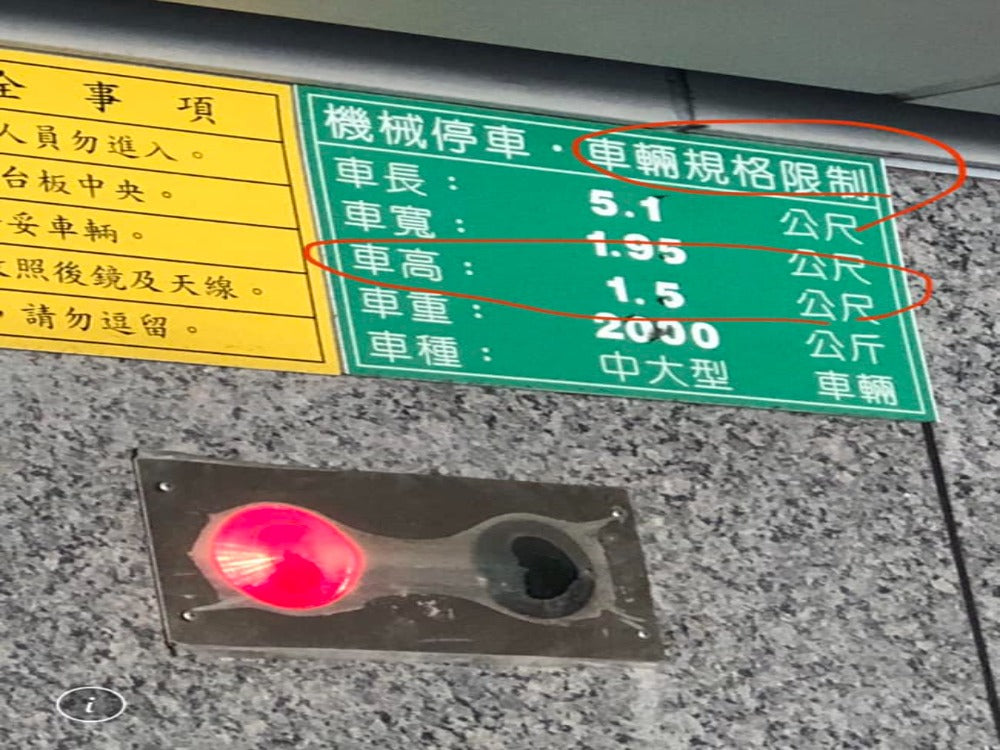 全事項
人員勿進入。
台板中央。
妥車輛。
照後鏡及天線。
，請勿逗留。
機械停車・車輛規格限制
車長： 5.1 公尺
車寬： 1.95 公尺
車高： 1.5 公尺
車重： 2000 公斤
車種： 中大型 車輛
i